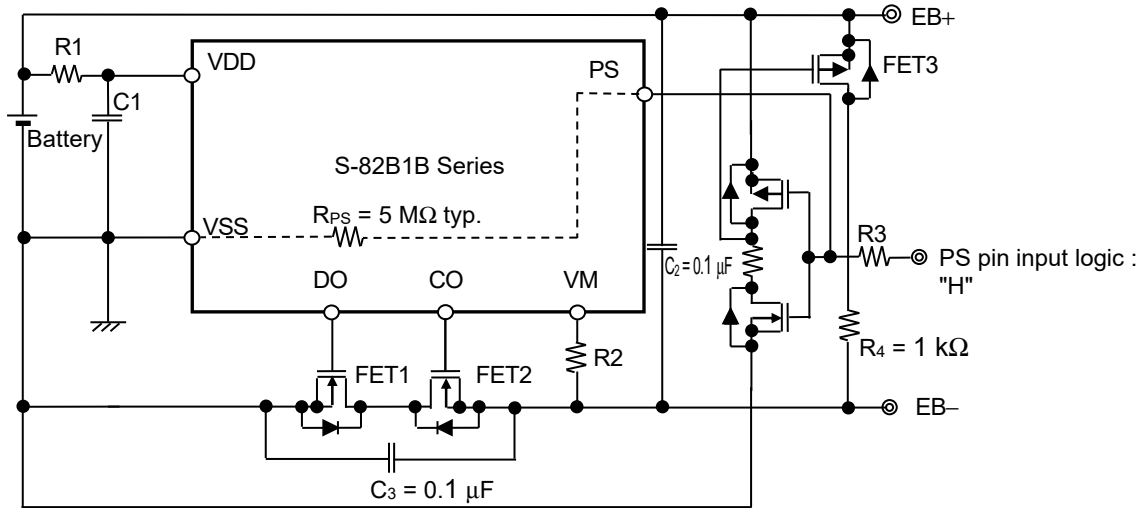 EB+
R1
VDD
PS
FET3
C1
Battery
S-82B1B Series
VSS
RPS = 5 MΩ typ.
R3
PS pin input logic :
"H"
C2 = 0.1 μF
DO
CO
VM
R2
R4 = 1 kΩ
FET1
FET2
EB−
C3 = 0.1 μF